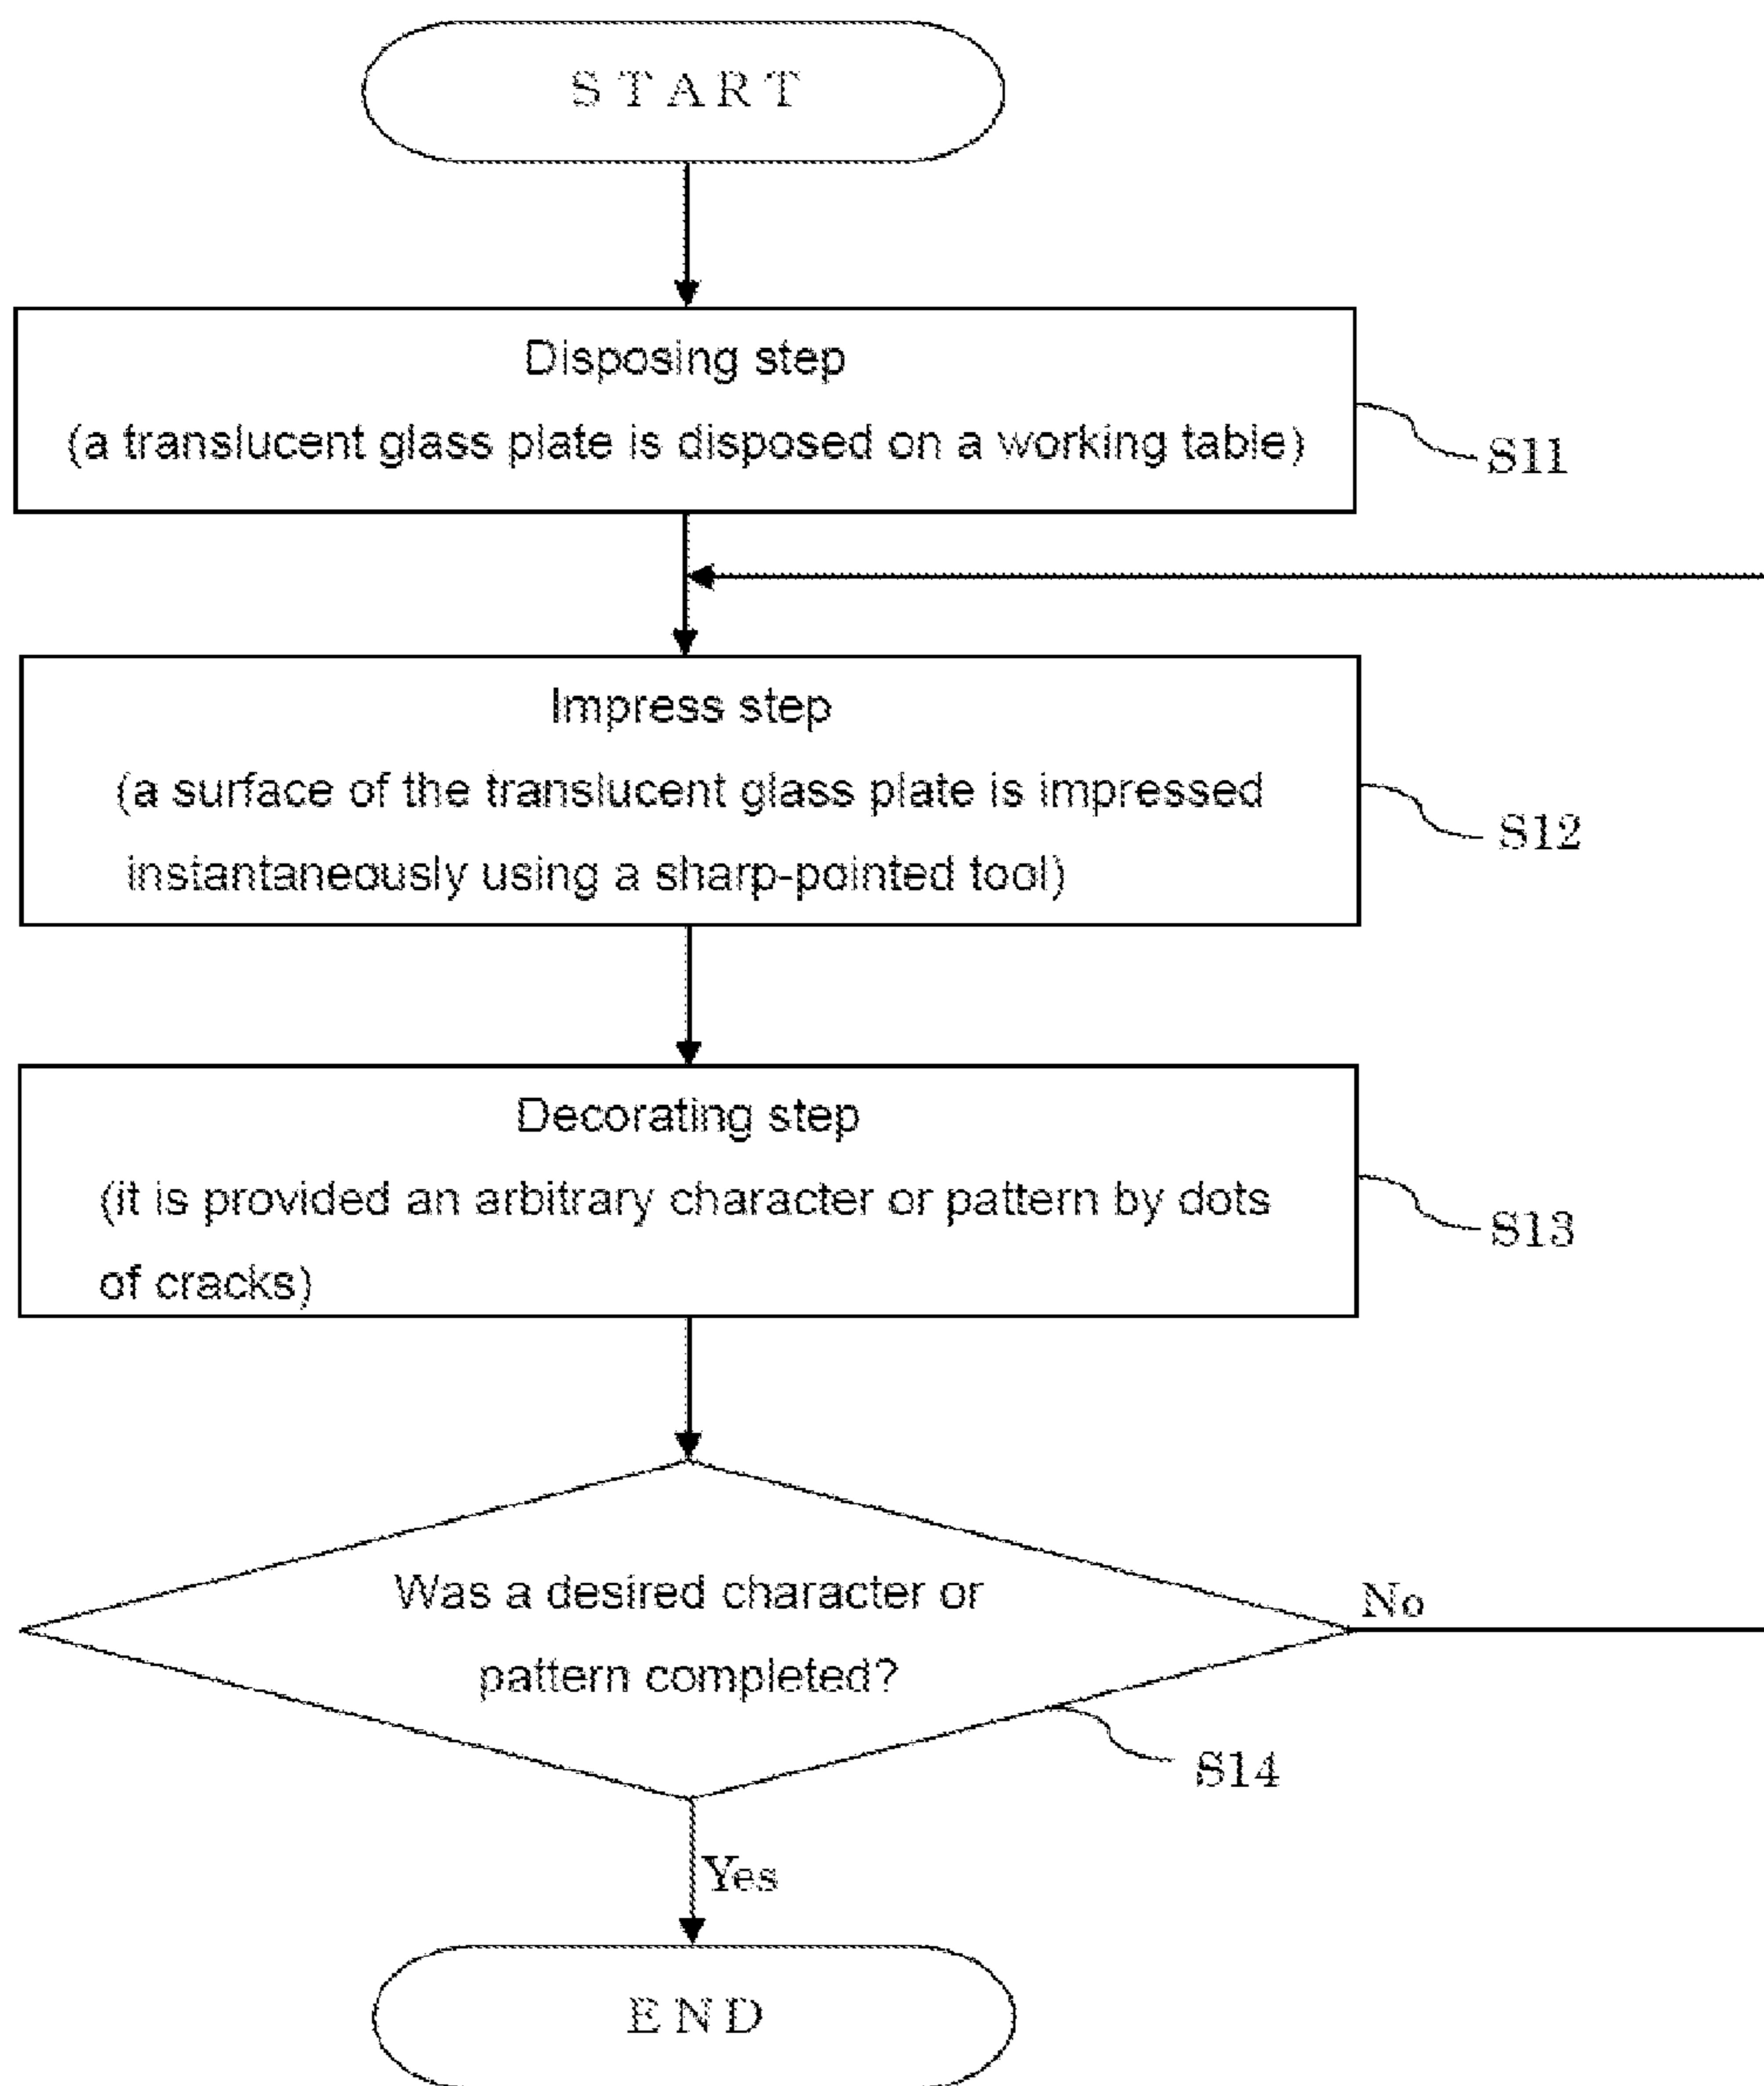 START
Disposing step
(a translucent glass plate is disposed on a working table)
S11
Impress step
(a surface of the translucent glass plate is impressed
instantaneously using a sharp-pointed tool)
S12
Decorating step
(it is provided an arbitrary character or pattern by dots
of cracks)
S13
Was a desired character or
pattern completed?
No
S14
Yes
END